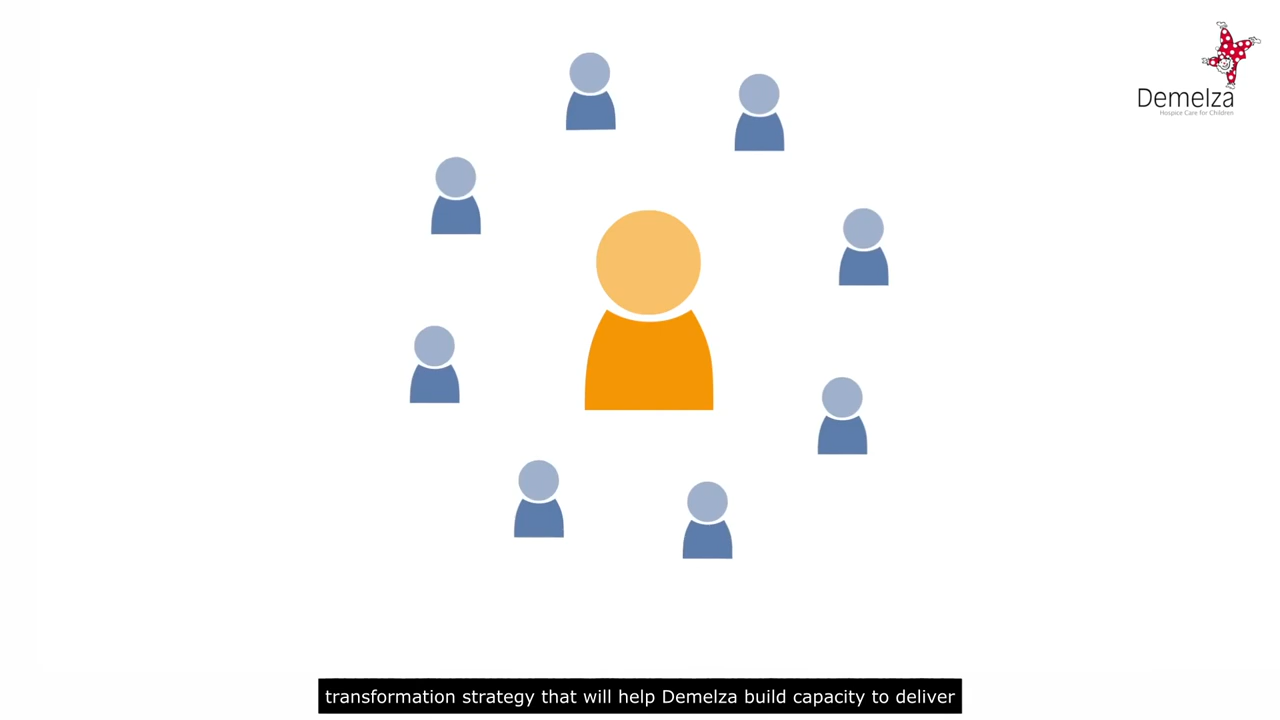 Demelza
Hospice Care for Children
transformation strategy that will help Demelza build capacity to deliver